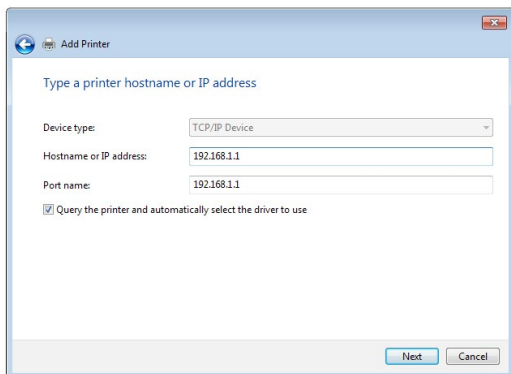 Add Printer
Type a printer hostname or IP address
Device type: TCP/IP Device
Hostname or IP address: 192.168.1.1
Port name: 192.168.1.1
Query the printer and automatically select the driver to use
Next Cancel